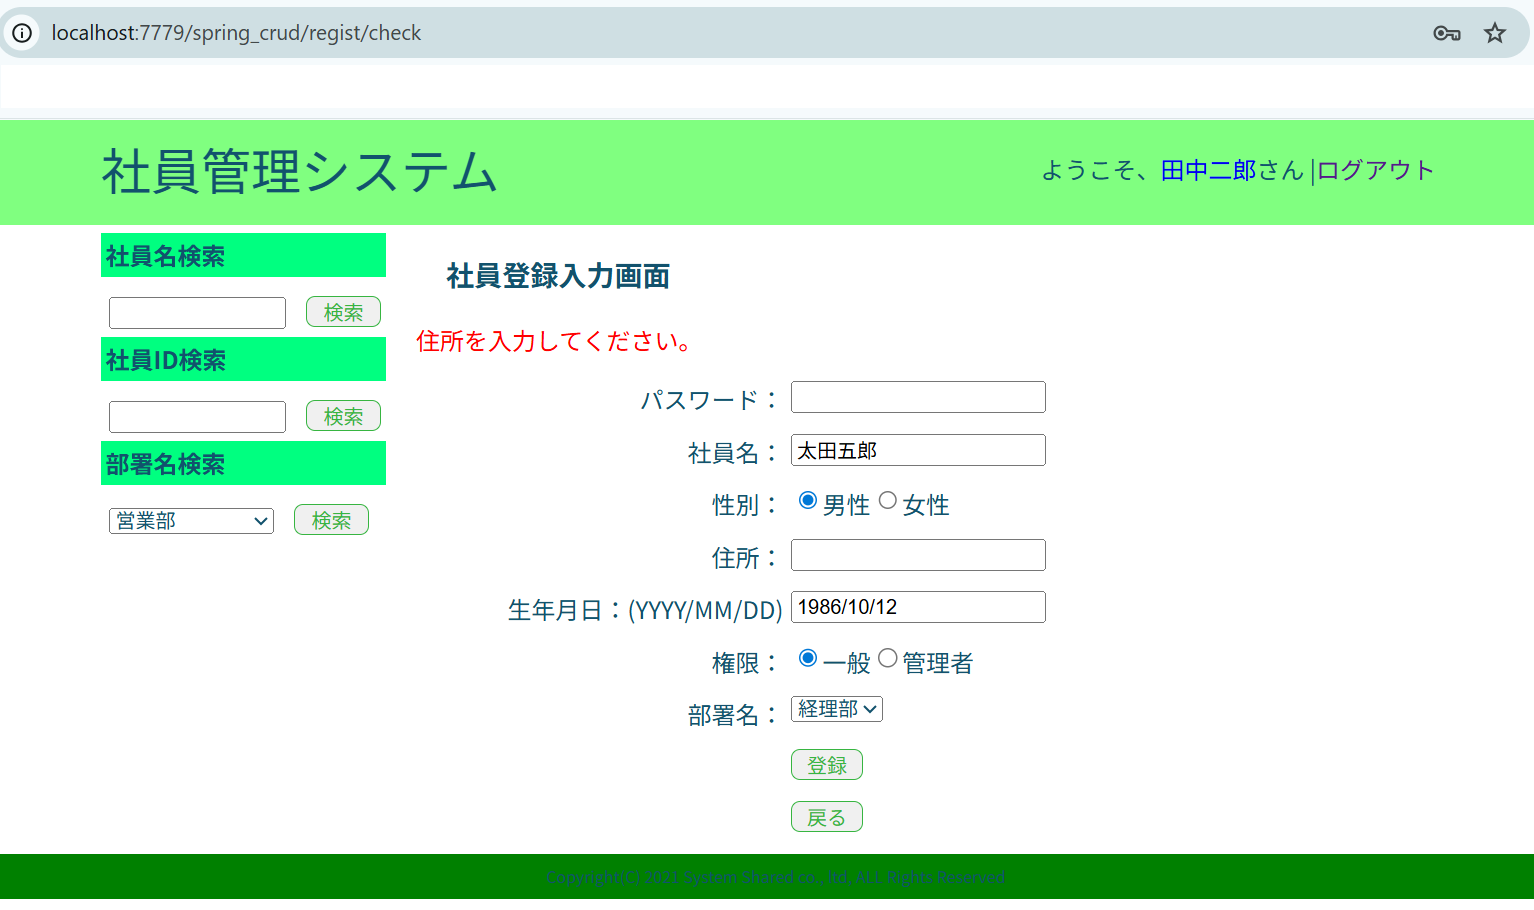 localhost:7779/spring_crud/regist/check
社員管理システム
ようこそ、田中二郎さん |ログアウト
社員名検索
検索
社員ID検索
検索
部署名検索
営業部
検索
社員登録入力画面
住所を入力してください。
パスワード：
社員名： 太田五郎
性別： 男性 女性
住所：
生年月日：(YYYY/MM/DD) 1986/10/12
権限： 一般 管理者
部署名： 経理部
登録
戻る
Copyright(C) 2021 System Shared co., ltd, ALL Rights Reserved